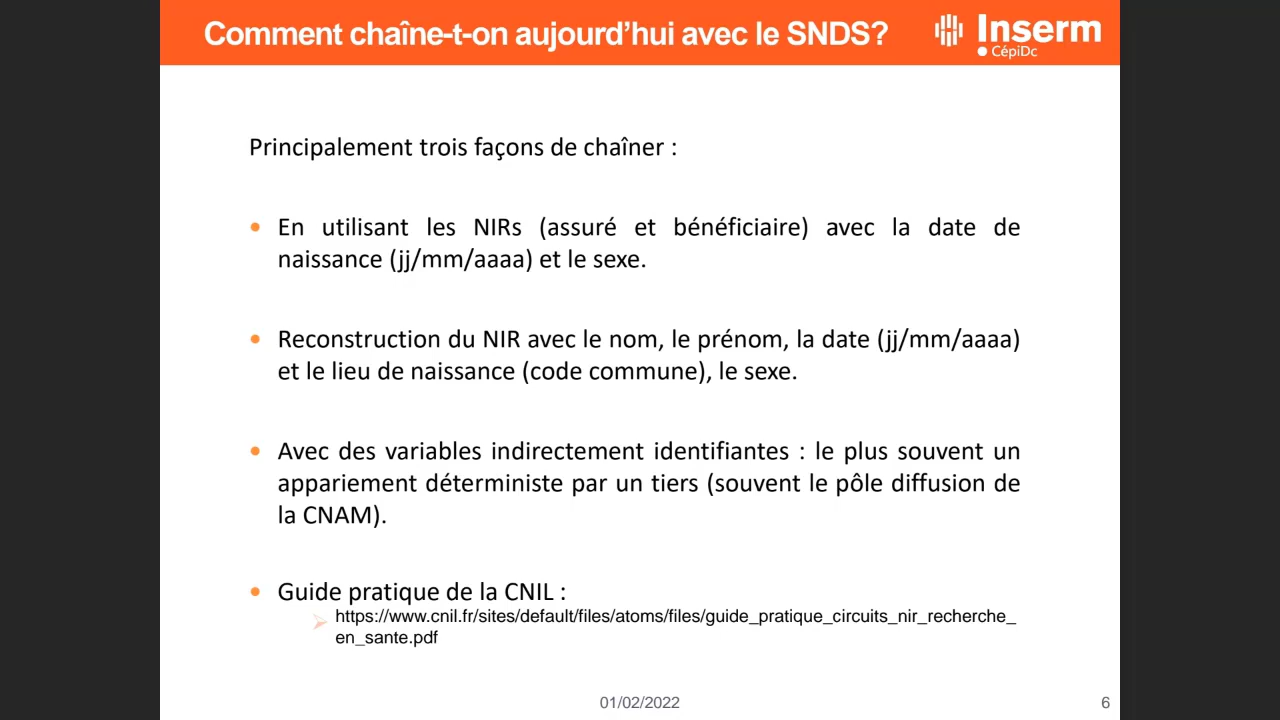 Comment chaîne-t-on aujourd’hui avec le SNDS?
Inserm
CépiDc
Principalement trois façons de chaîner :
• En utilisant les NIRs (assuré et bénéficiaire) avec la date de
naissance (jj/mm/aaaa) et le sexe.
• Reconstruction du NIR avec le nom, le prénom, la date (jj/mm/aaaa)
et le lieu de naissance (code commune), le sexe.
• Avec des variables indirectement identifiantes : le plus souvent un
appariement déterministe par un tiers (souvent le pôle diffusion de
la CNAM).
• Guide pratique de la CNIL :
➢ https://www.cnil.fr/sites/default/files/atoms/files/guide_pratique_circuits_nir_recherche_
en_sante.pdf
01/02/2022
6